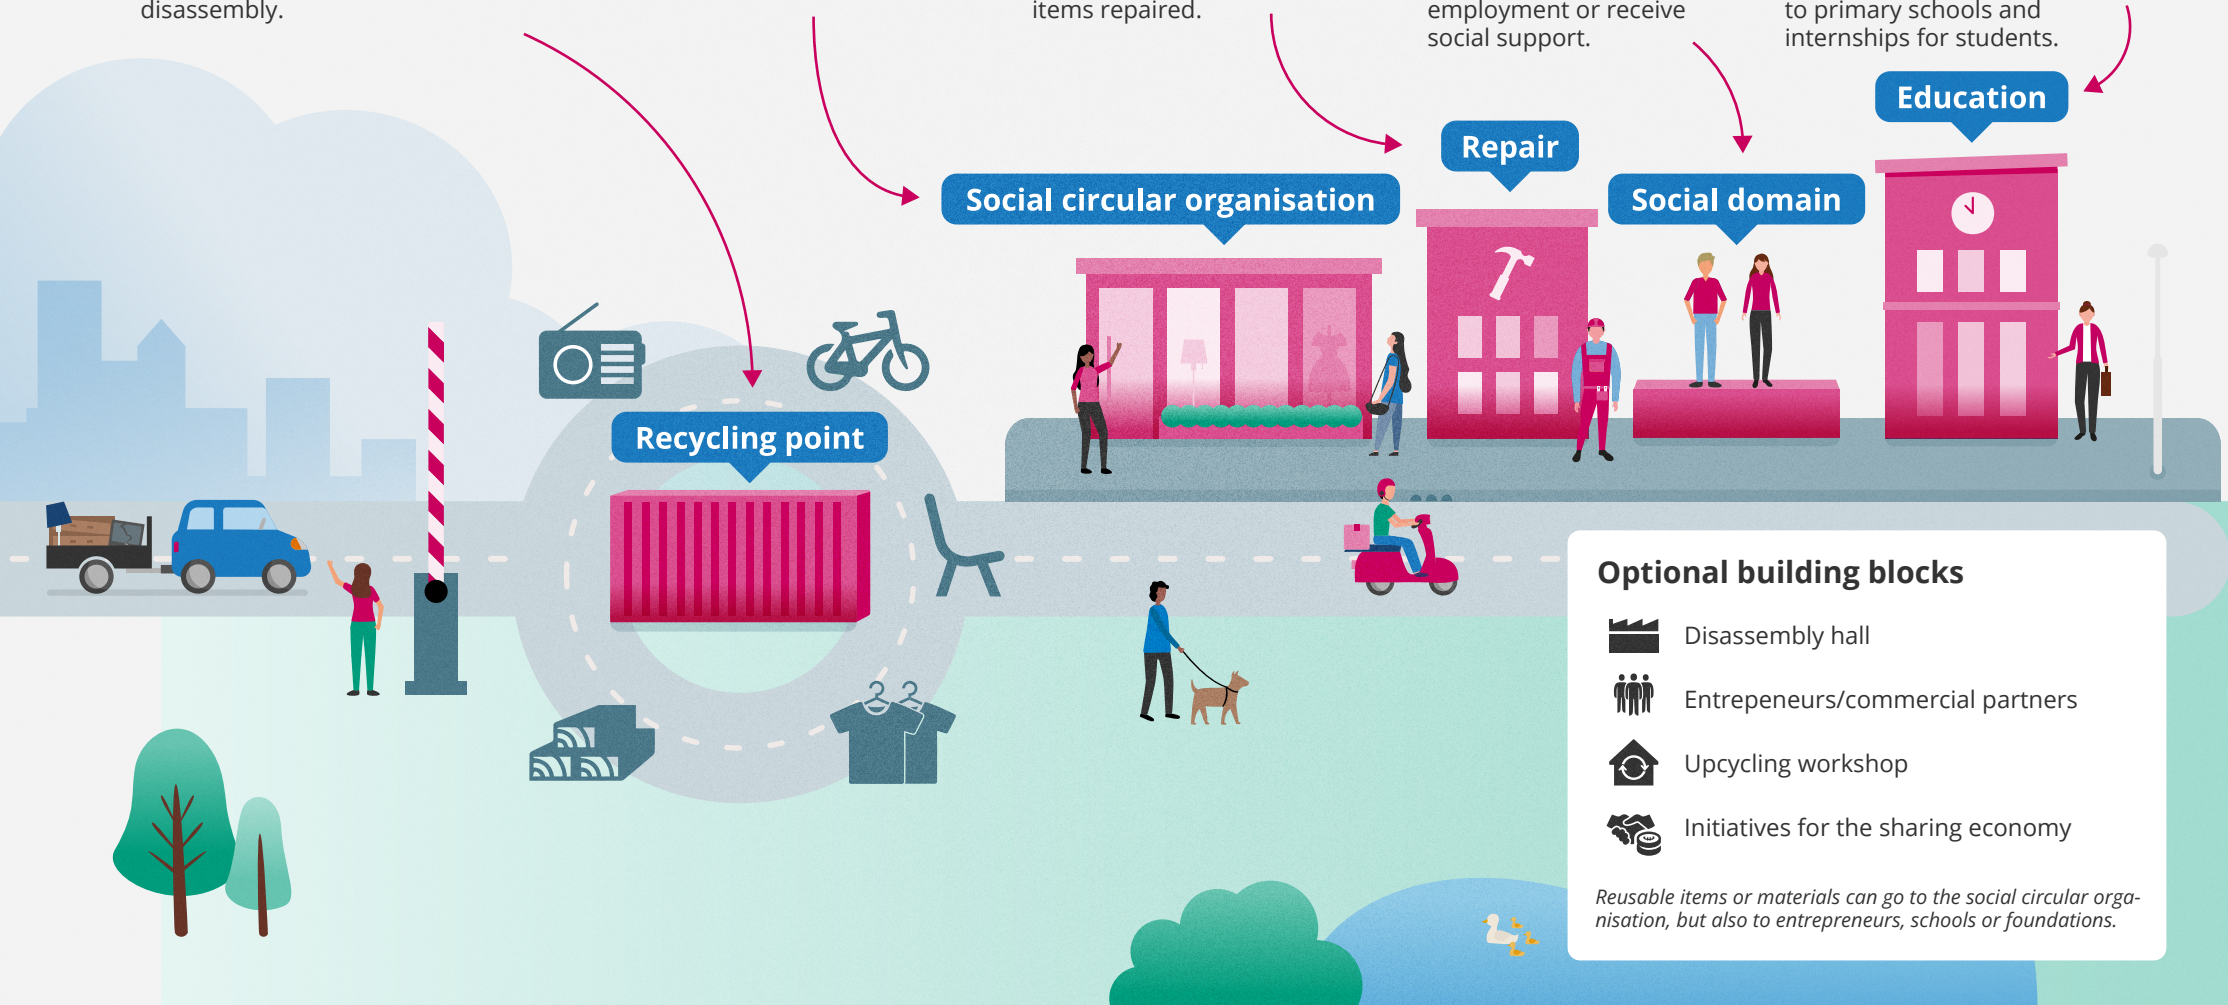 disassembly.
items repaired.
employment or receive
social support.
to primary schools and
internships for students.
Education
Repair
Social circular organisation
Social domain
Recycling point
Optional building blocks
Disassembly hall
Entrepeneurs/commercial partners
Upcycling workshop
Initiatives for the sharing economy
Reusable items or materials can go to the social circular orga-
nisation, but also to entrepreneurs, schools or foundations.